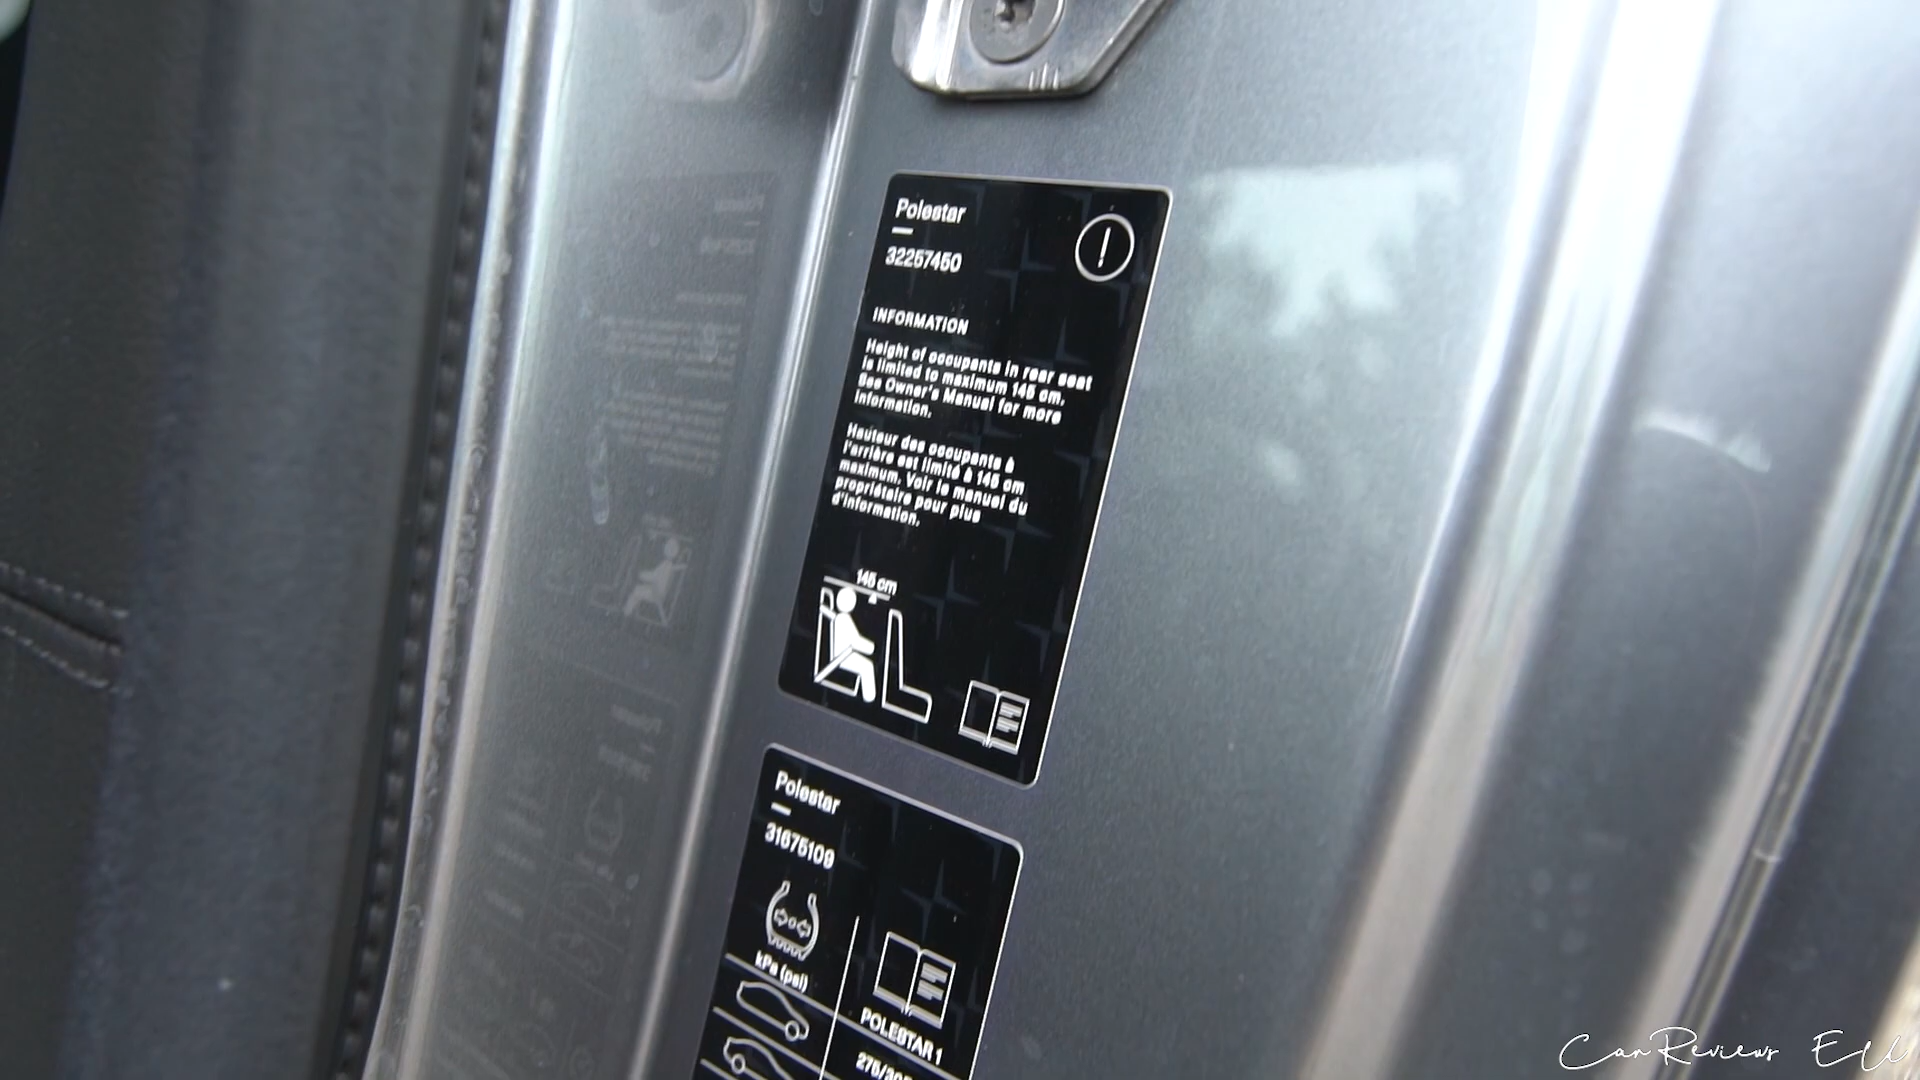 Polestar
32257450
INFORMATION
Height of occupants in rear seat
is limited to maximum 145 cm.
See Owner's Manual for more
information.
Hauteur des occupants à
l'arrière est limité à 145 cm
maximum. Voir le manuel du
propriétaire pour plus
d'information.
145 cm
Polestar
31675109
kPa (psi)
POLESTAR 1
CarReviews